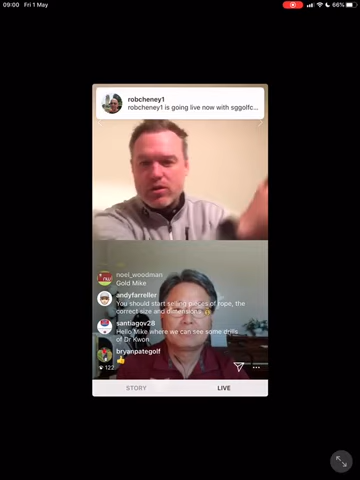 09:00 Fri 1 May
66%
robcheney1
robcheney1 is going live now with sggolfc...
noel_woodman
Gold Mike
andyfarreller
You should start selling pieces of rope, the
correct size and dimensions
santiagov28
Hello Mike where we can see some drills
of Dr Kwon
bryanpategolf
122
STORY
LIVE